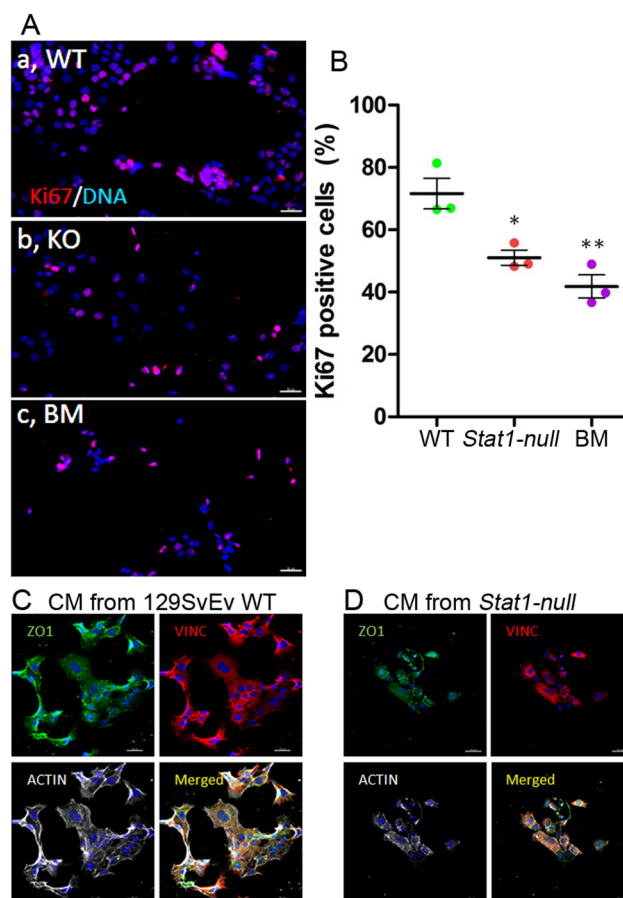 A
a, WT
Ki67/DNA
b, KO
c, BM
B
Ki67 positive cells (%)
100
80
60
40
20
0
*
**
WT Stat1-null BM
C CM from 129SvEv WT
ZO1 VINC
ACTIN Merged
D CM from Stat1-null
ZO1 VINC
ACTIN Merged